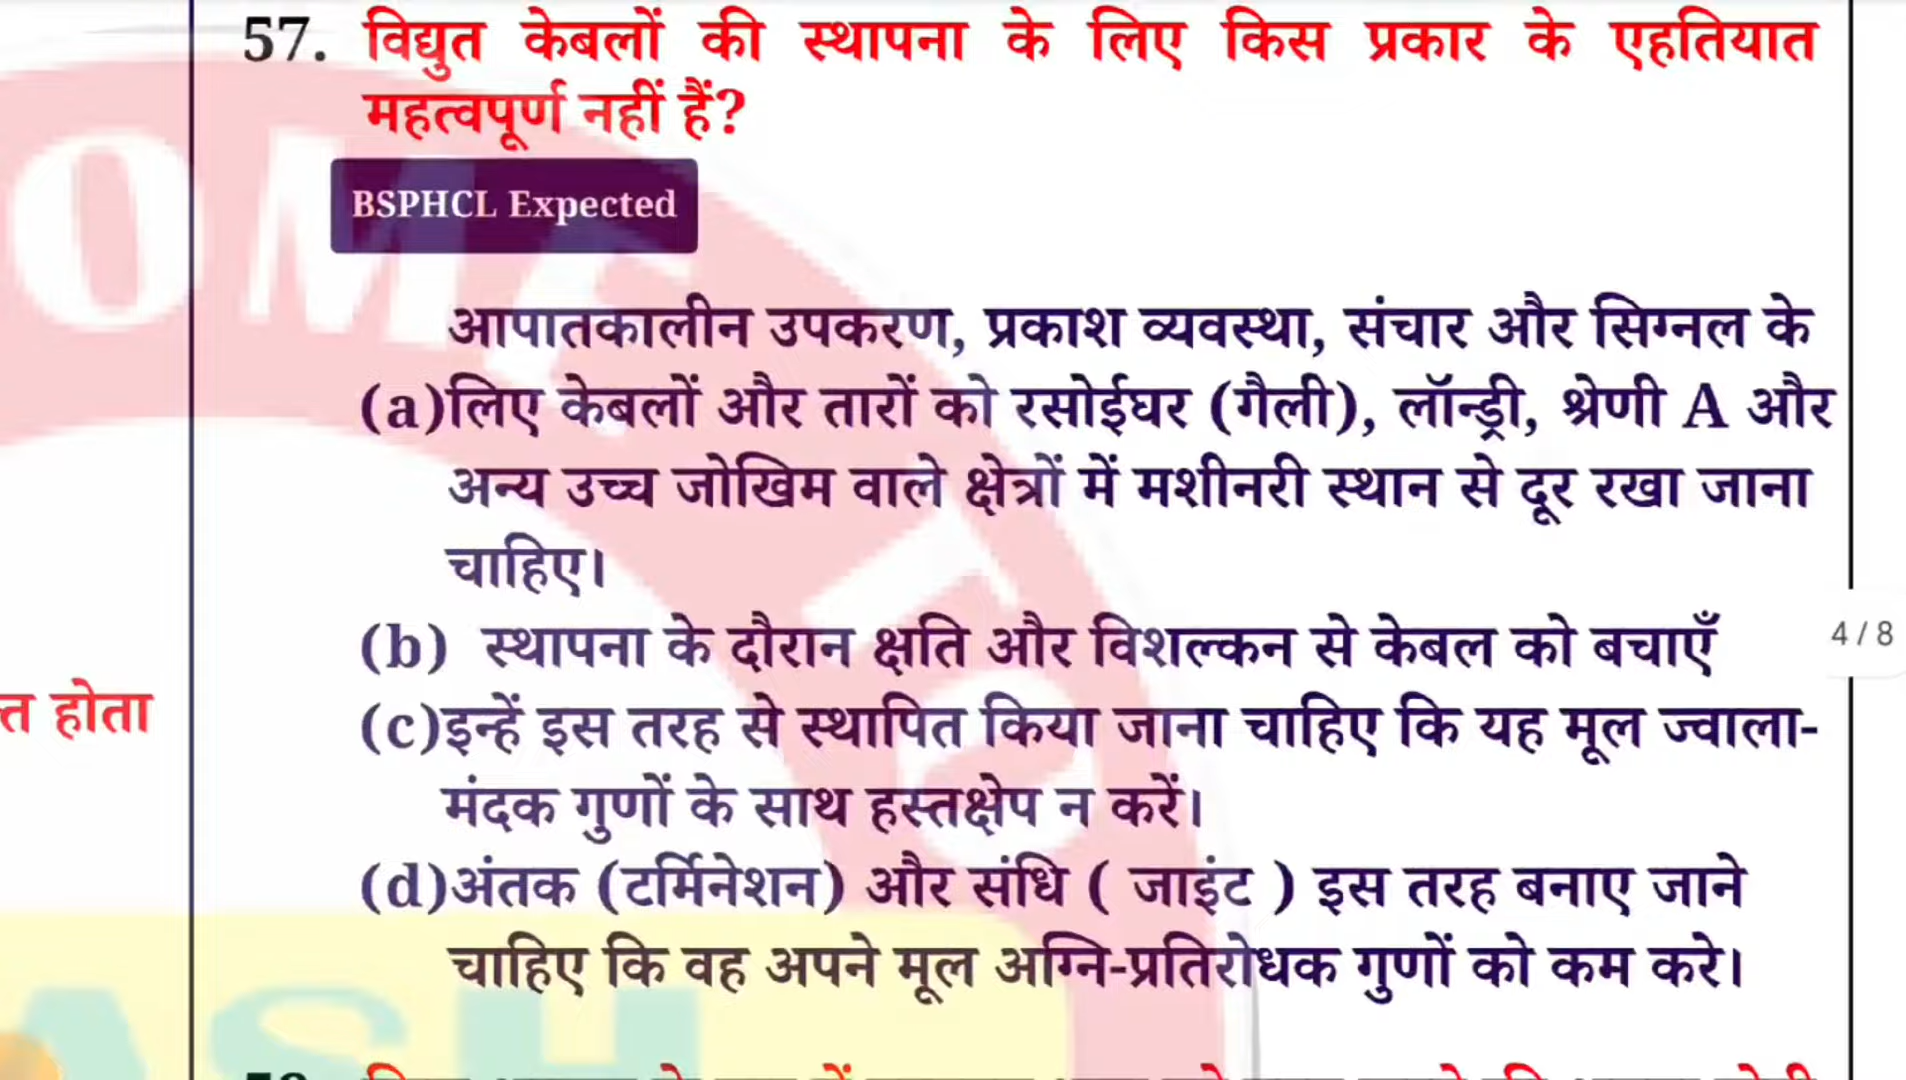 57. विद्युत केबलों की स्थापना के लिए किस प्रकार के एहतियात
महत्वपूर्ण नहीं हैं?
BSPHCL Expected
आपातकालीन उपकरण, प्रकाश व्यवस्था, संचार और सिग्नल के
(a)लिए केबलों और तारों को रसोईघर (गैली), लॉन्ड्री, श्रेणी A और
अन्य उच्च जोखिम वाले क्षेत्रों में मशीनरी स्थान से दूर रखा जाना
चाहिए।
(b) स्थापना के दौरान क्षति और विशल्कन से केबल को बचाएँ
4 / 8
(c)इन्हें इस तरह से स्थापित किया जाना चाहिए कि यह मूल ज्वाला-
मंदक गुणों के साथ हस्तक्षेप न करें।
(d)अंतक (टर्मिनेशन) और संधि ( जाइंट ) इस तरह बनाए जाने
चाहिए कि वह अपने मूल अग्नि-प्रतिरोधक गुणों को कम करे।
त होता